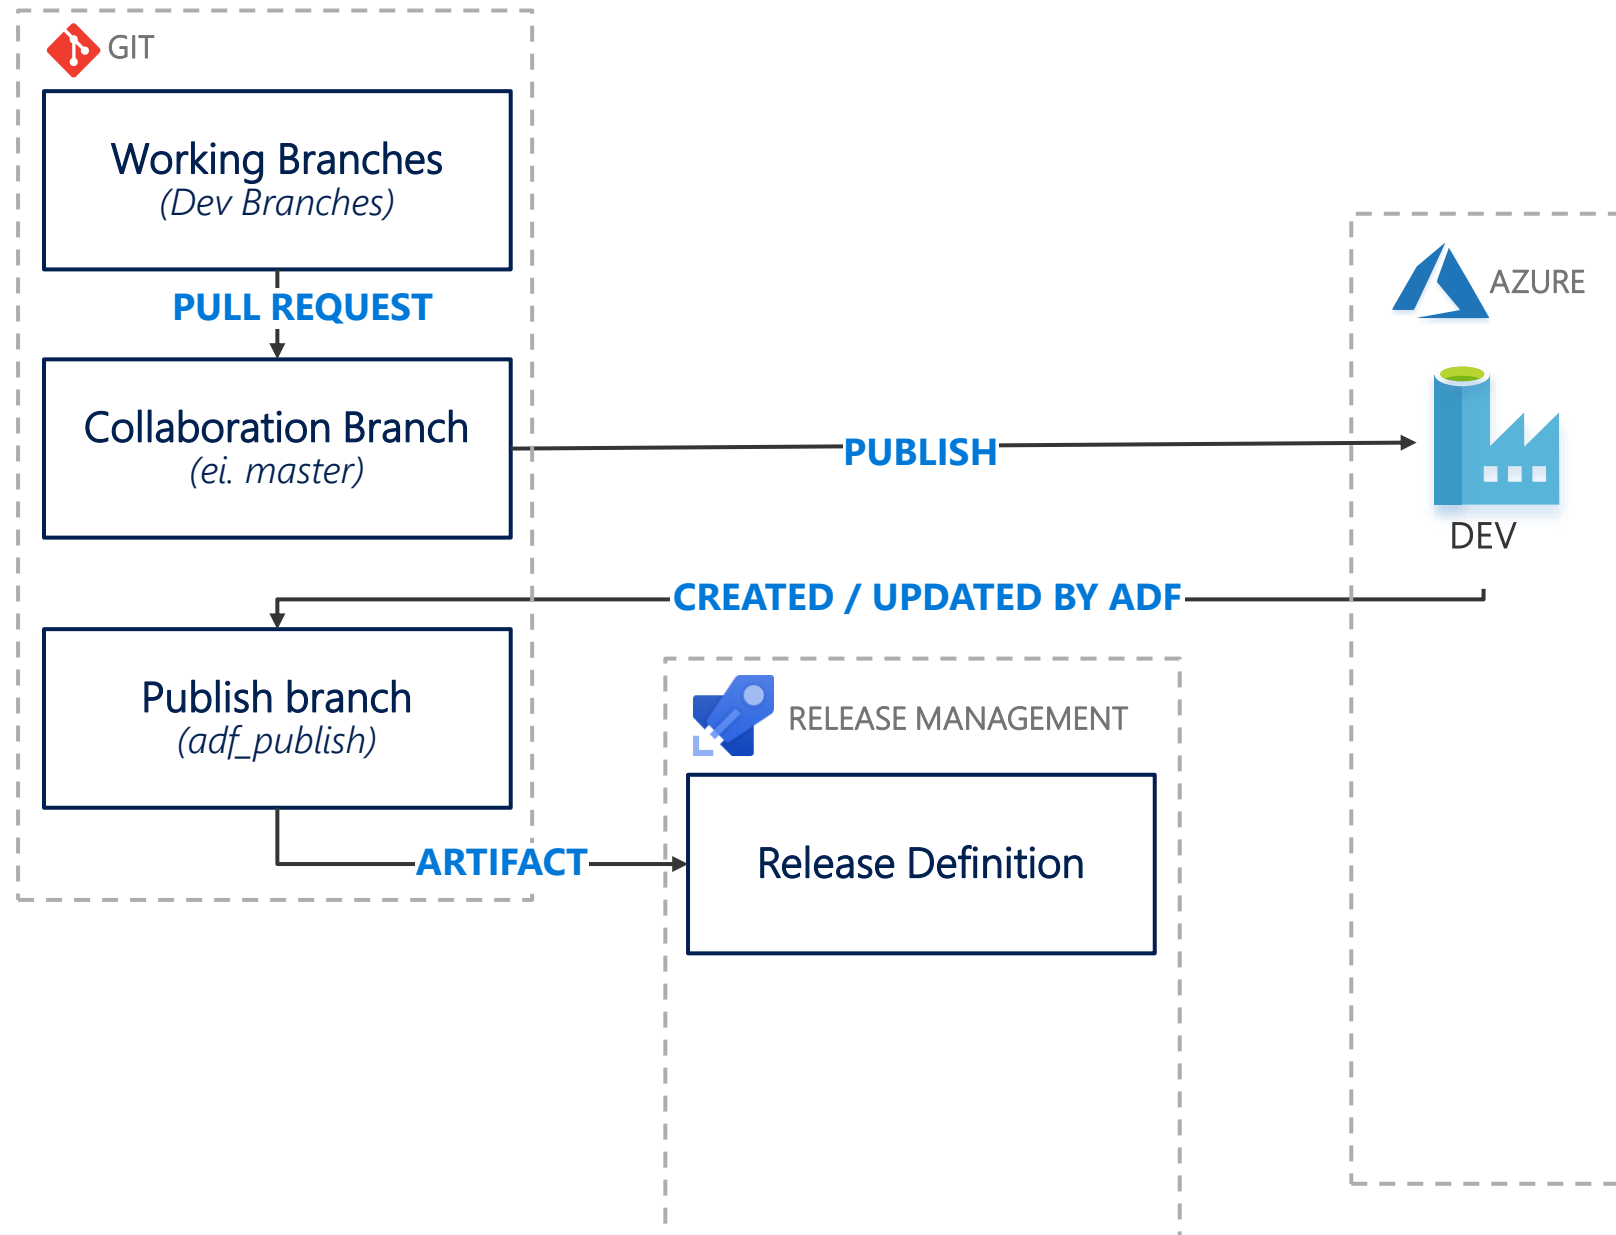 GIT
Working Branches
(Dev Branches)
PULL REQUEST
Collaboration Branch
(ei. master)
PUBLISH
AZURE
DEV
CREATED / UPDATED BY ADF
Publish branch
(adf_publish)
ARTIFACT
RELEASE MANAGEMENT
Release Definition